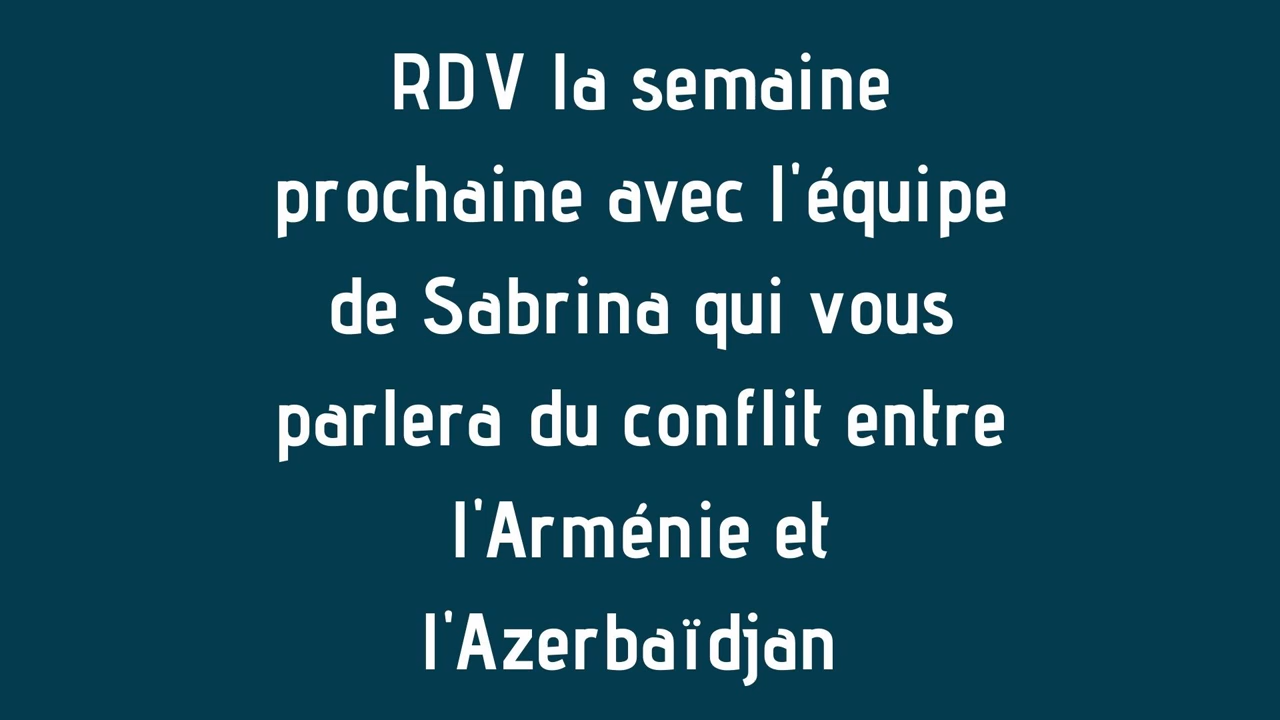 RDV la semaine
prochaine avec l'équipe
de Sabrina qui vous
parlera du conflit entre
l'Arménie et
l'Azerbaïdjan